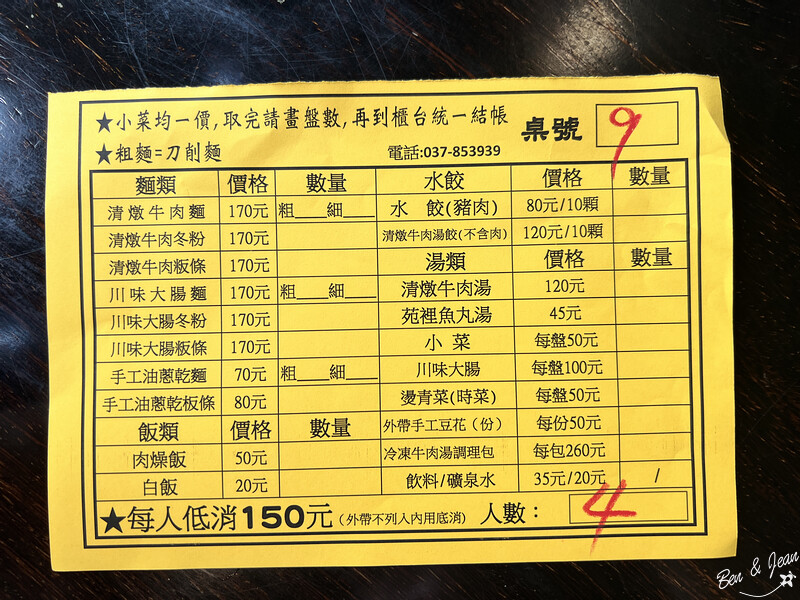 ★小菜均一價,取完請畫盤數,再到櫃台統一結帳
桌號 9
★粗麵=刀削麵 電話:037-853939
麵類 價格 數量 水餃 價格 數量
清燉牛肉麵 170元 粗___細___ 水 餃(豬肉) 80元/10顆
清燉牛肉冬粉 170元 清燉牛肉湯餃(不含肉) 120元/10顆
清燉牛肉粄條 170元 湯類 價格 數量
川味大腸麵 170元 粗___細___ 清燉牛肉湯 120元
川味大腸冬粉 170元 苑裡魚丸湯 45元
川味大腸粄條 170元 小 菜 每盤50元
手工油蔥乾麵 70元 粗___細___ 川味大腸 每盤100元
手工油蔥乾板條 80元 燙青菜(時菜) 每盤50元
飯類 價格 數量 外帶手工豆花（份） 每份50元
肉燥飯 50元 冷凍牛肉湯調理包 每包260元
白飯 20元 飲料/礦泉水 35元/20元 /
★每人低消150元（外帶不列入內用底消） 人數： 4
Ben & Jean